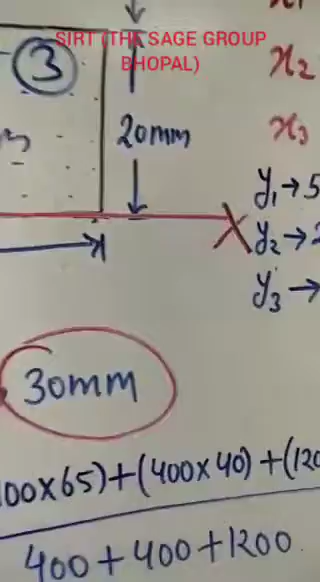 SIRT (THE SAGE GROUP
BHOPAL)
3
x2
x3
20mm
X
y1→5
y2→
y3→
30mm
00x65)+(400x40)+(120
400+400+1200